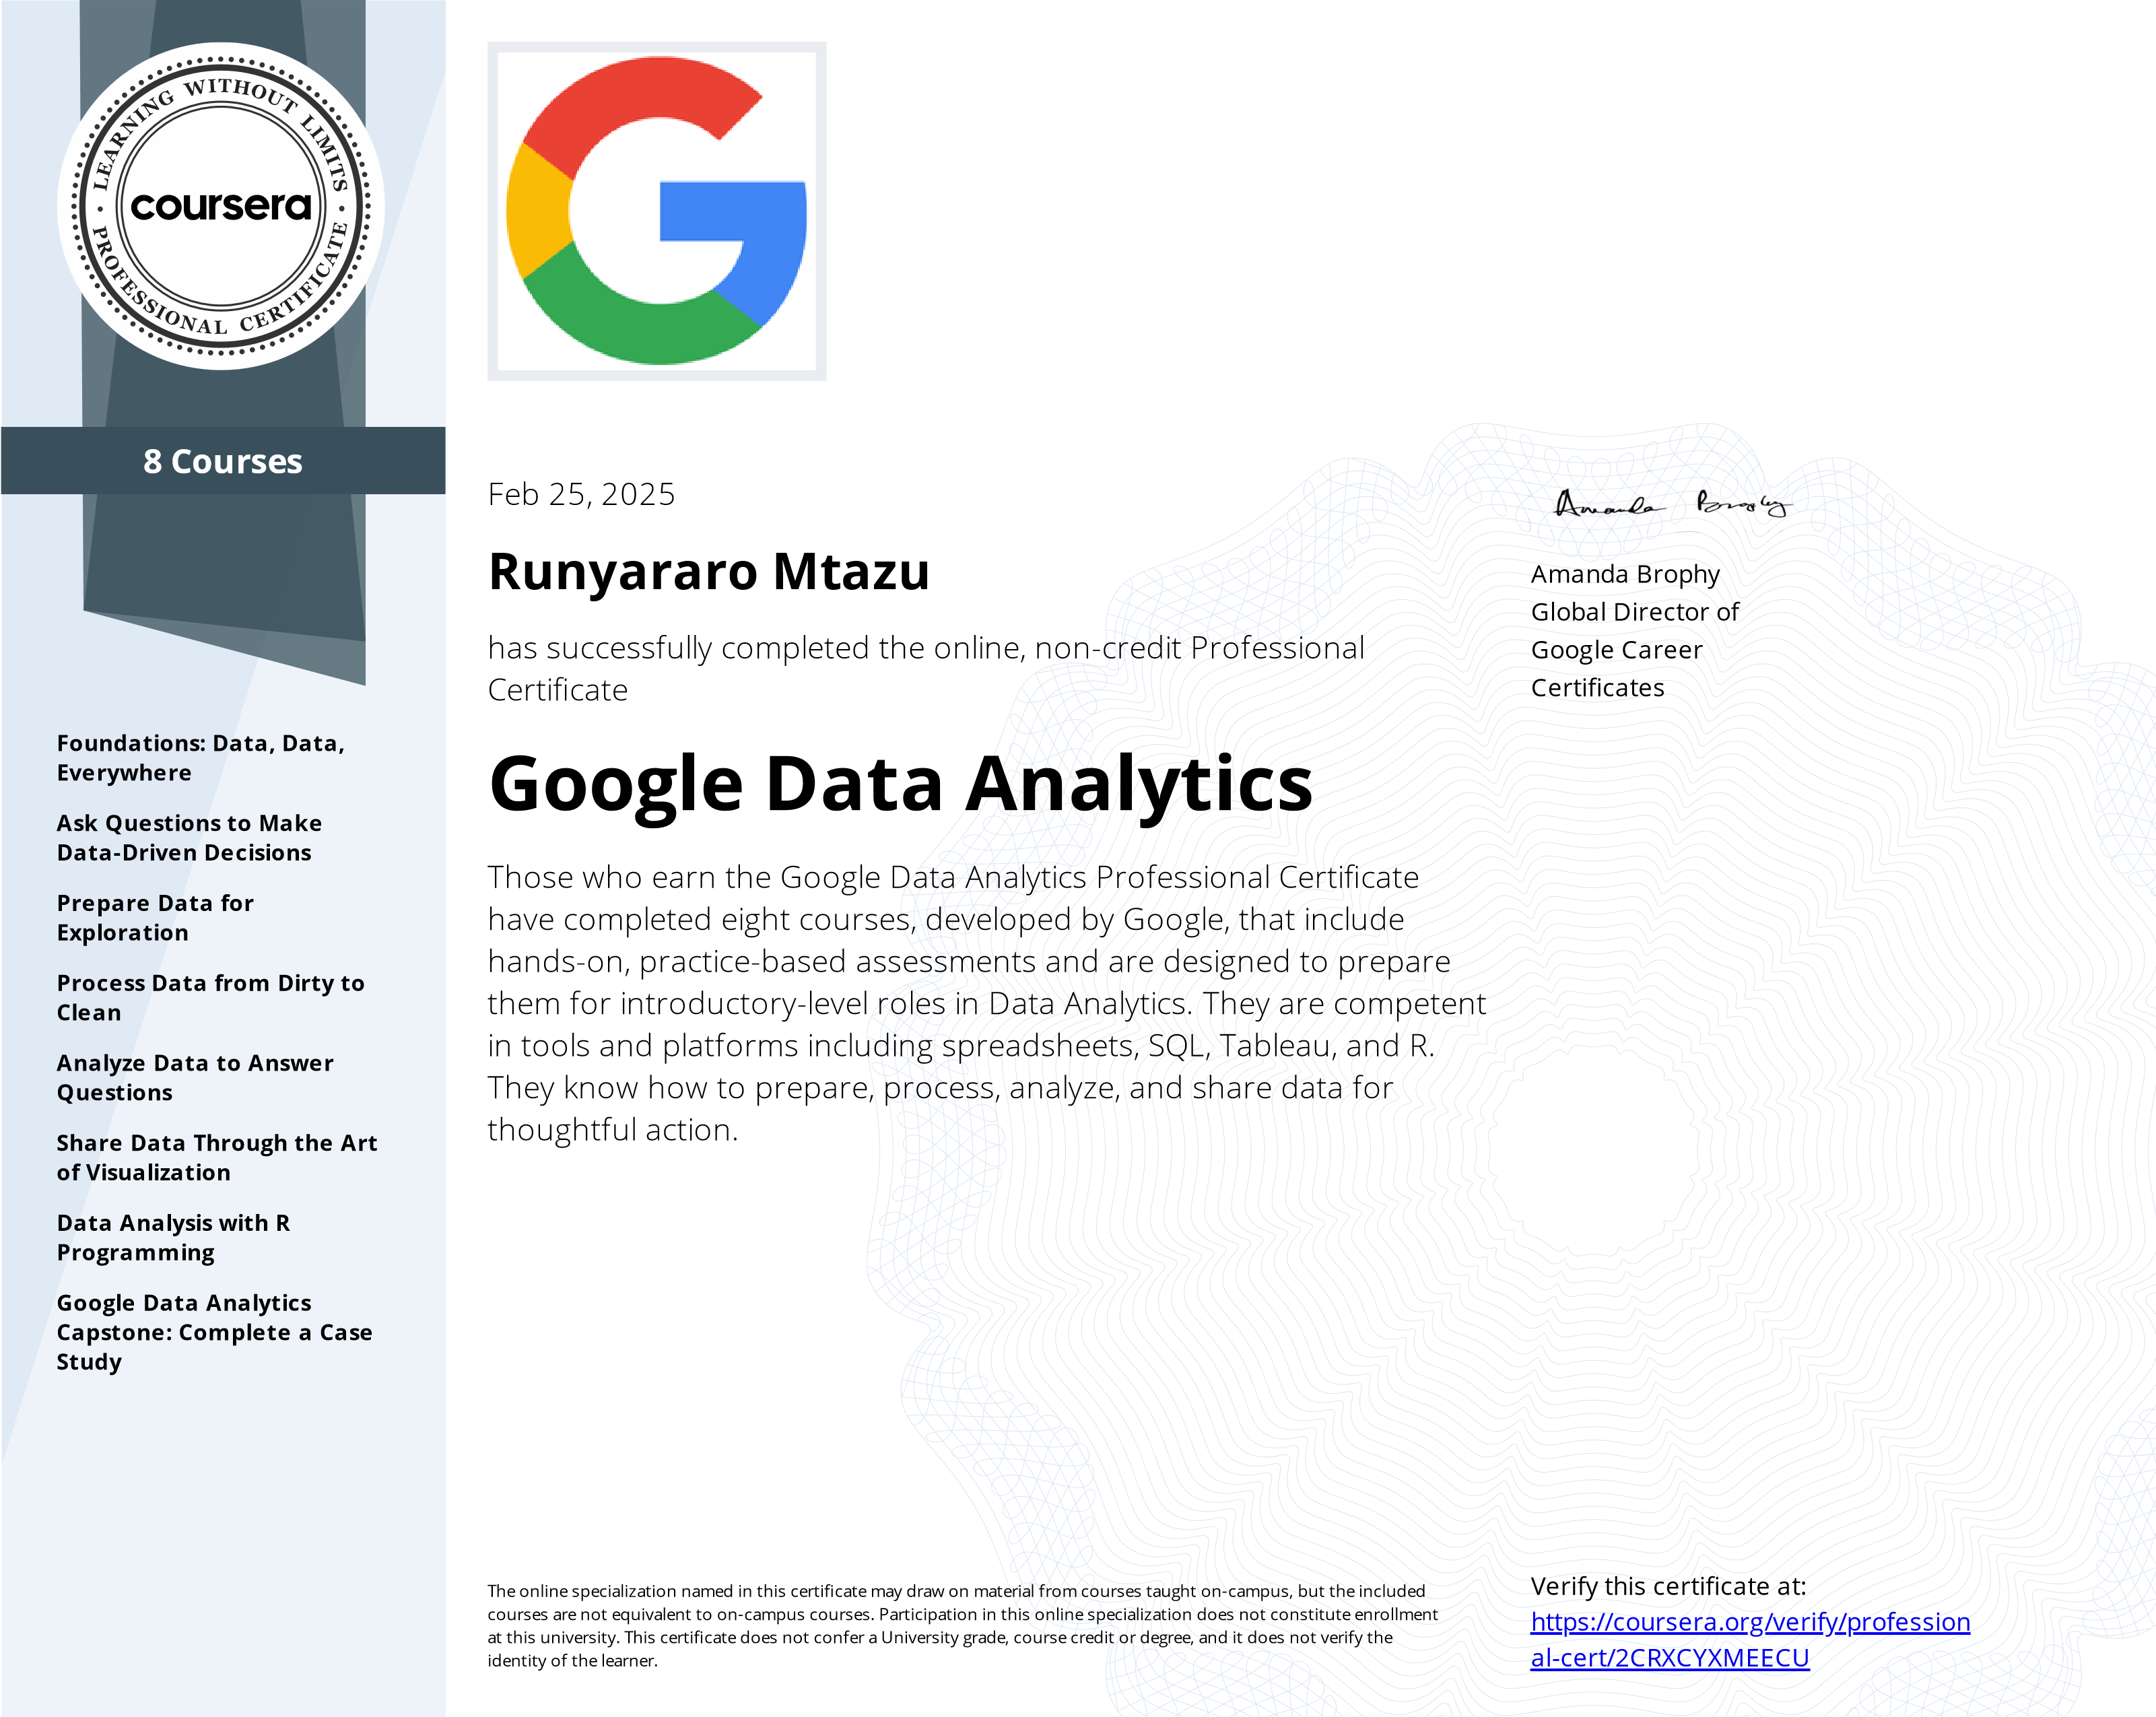 LEARNING WITHOUT LIMITS
coursera
PROFESSIONAL CERTIFICATE
8 Courses
Foundations: Data, Data,
Everywhere
Ask Questions to Make
Data-Driven Decisions
Prepare Data for
Exploration
Process Data from Dirty to
Clean
Analyze Data to Answer
Questions
Share Data Through the Art
of Visualization
Data Analysis with R
Programming
Google Data Analytics
Capstone: Complete a Case
Study
G
Feb 25, 2025
Runyararo Mtazu
has successfully completed the online, non-credit Professional
Certificate
Google Data Analytics
Those who earn the Google Data Analytics Professional Certificate
have completed eight courses, developed by Google, that include
hands-on, practice-based assessments and are designed to prepare
them for introductory-level roles in Data Analytics. They are competent
in tools and platforms including spreadsheets, SQL, Tableau, and R.
They know how to prepare, process, analyze, and share data for
thoughtful action.
Amanda Brophy
Amanda Brophy
Global Director of
Google Career
Certificates
The online specialization named in this certificate may draw on material from courses taught on-campus, but the included
courses are not equivalent to on-campus courses. Participation in this online specialization does not constitute enrollment
at this university. This certificate does not confer a University grade, course credit or degree, and it does not verify the
identity of the learner.
Verify this certificate at:
https://coursera.org/verify/profession
al-cert/2CRXCYXMEECU